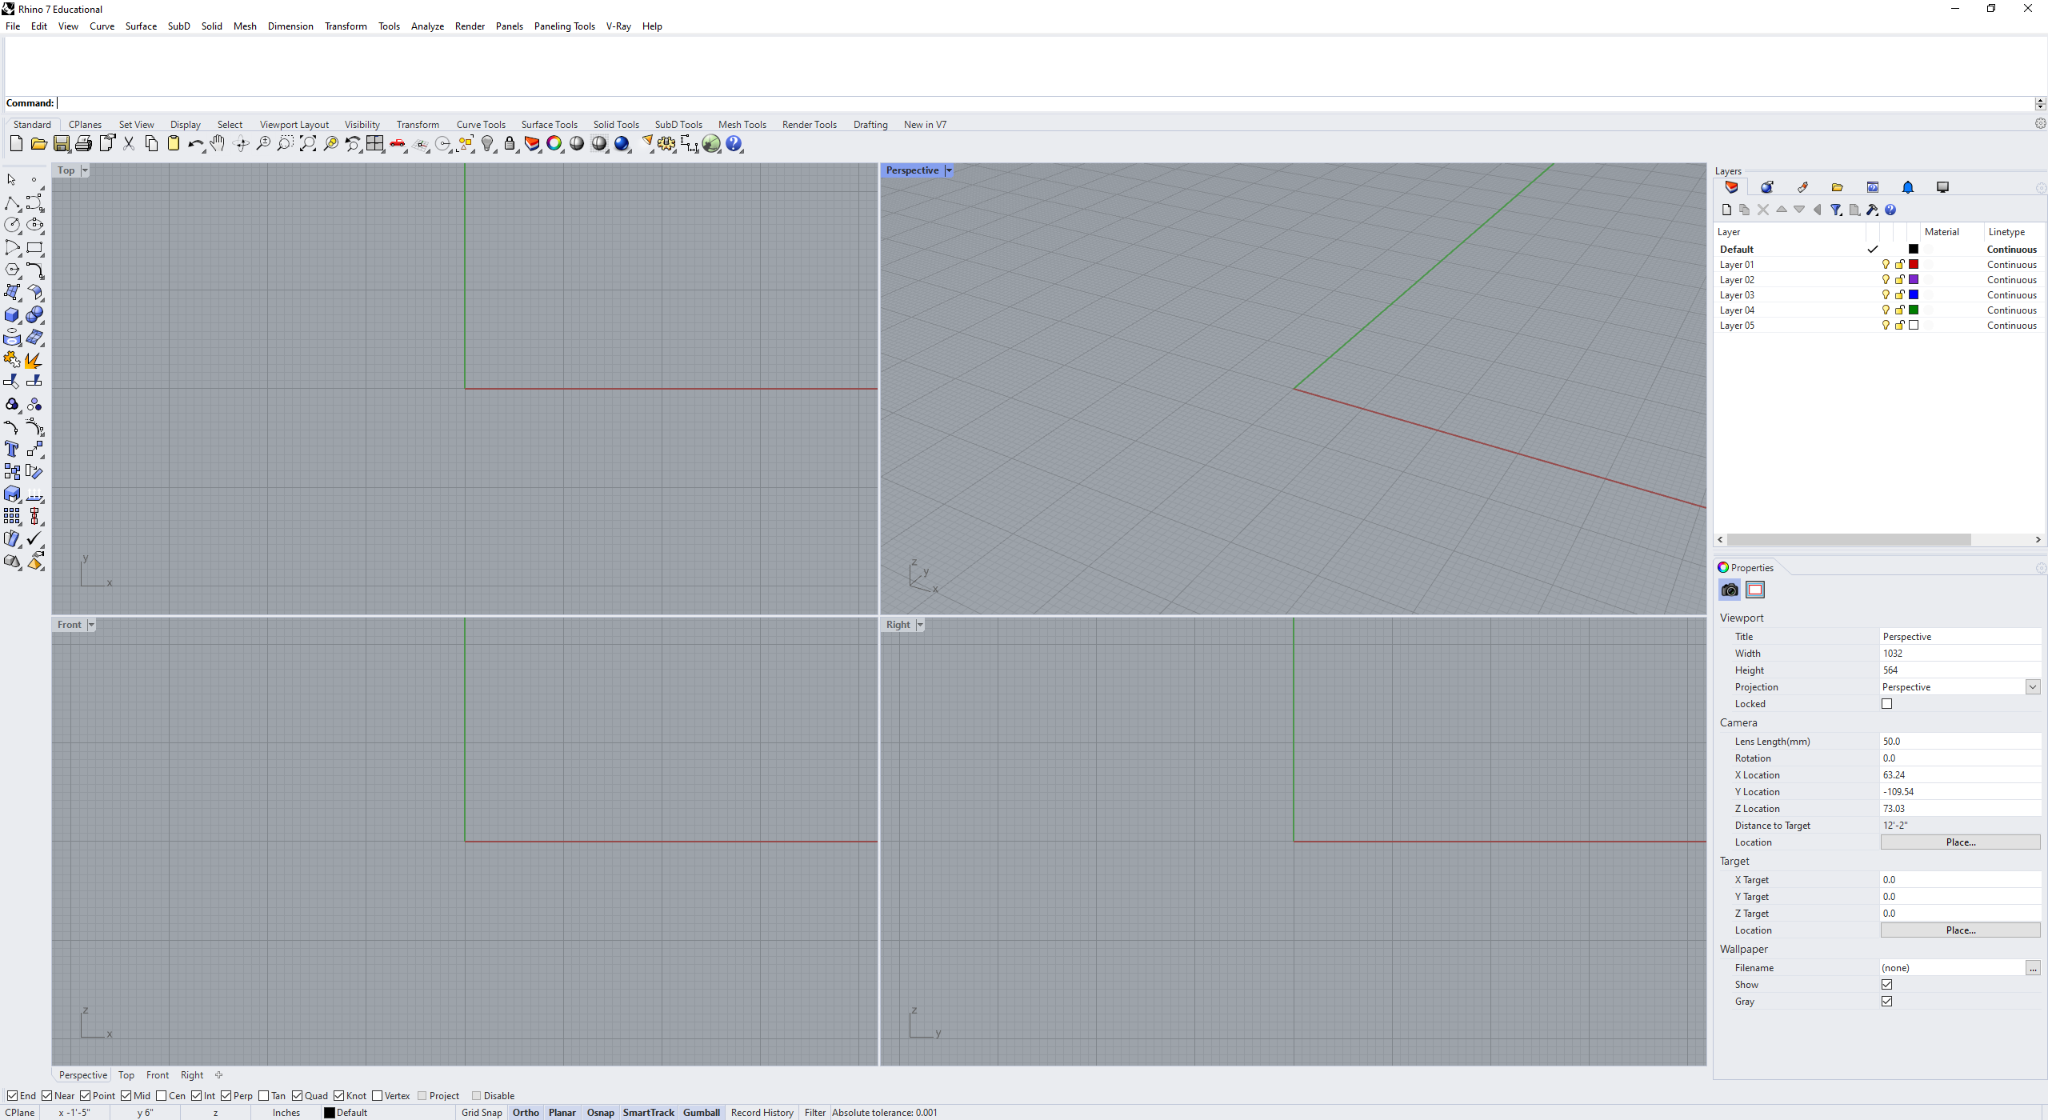 Rhino 7 Educational
File Edit View Curve Surface SubD Solid Mesh Dimension Transform Tools Analyze Render Panels Paneling Tools V-Ray Help
Command:
Standard CPlanes Set View Display Select Viewport Layout Visibility Transform Curve Tools Surface Tools Solid Tools SubD Tools Mesh Tools Render Tools Drafting New in V7
Top
y
x
Perspective
z
y
x
Front
z
x
Right
z
y
Layers
Layer Material Linetype
Default Continuous
Layer 01 Continuous
Layer 02 Continuous
Layer 03 Continuous
Layer 04 Continuous
Layer 05 Continuous
Properties
Viewport
Title Perspective
Width 1032
Height 564
Projection Perspective
Locked
Camera
Lens Length(mm) 50.0
Rotation 0.0
X Location 63.24
Y Location -109.54
Z Location 73.03
Distance to Target 12'-2"
Location Place...
Target
X Target 0.0
Y Target 0.0
Z Target 0.0
Location Place...
Wallpaper
Filename (none) ...
Show
Gray
Perspective Top Front Right
End Near Point Mid Cen Int Perp Tan Quad Knot Vertex Project Disable
CPlane x -1'-5" y 6" z Inches Default Grid Snap Ortho Planar Osnap SmartTrack Gumball Record History Filter Absolute tolerance: 0.001